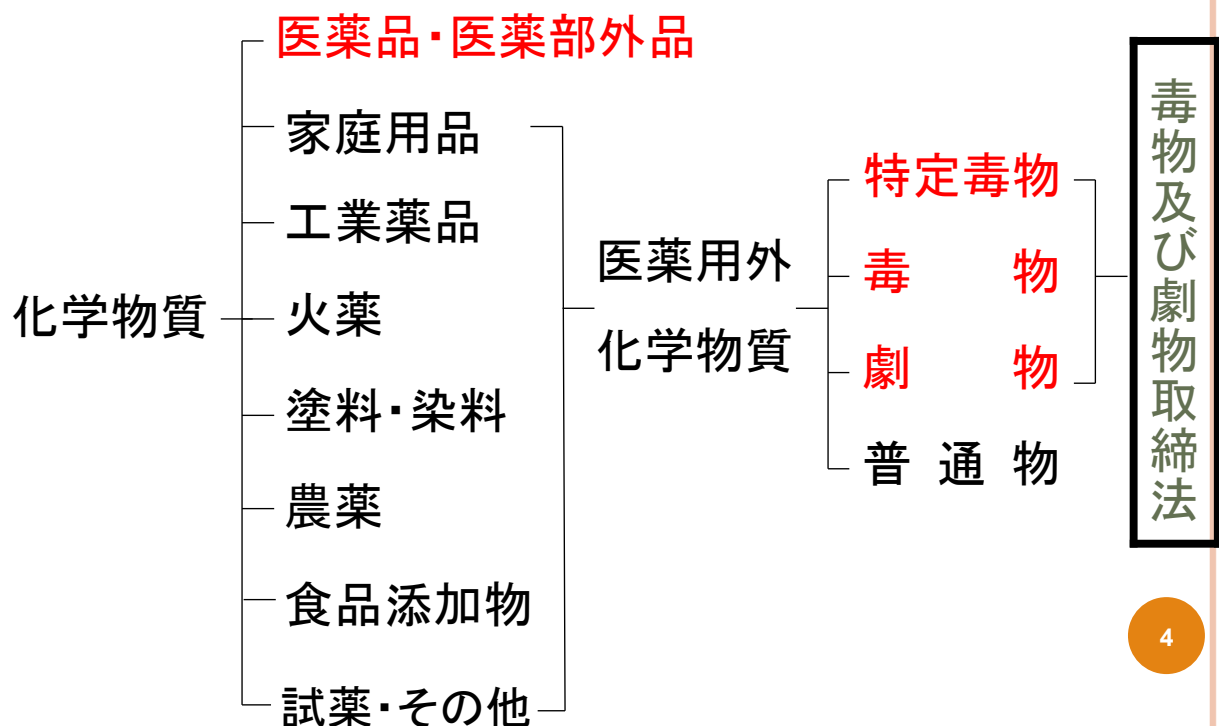 医薬品・医薬部外品
家庭用品
工業薬品
化学物質
火薬
塗料・染料
農薬
食品添加物
試薬・その他
医薬用外
化学物質
特定毒物
毒 物
劇 物
普 通 物
毒物及び劇物取締法
4